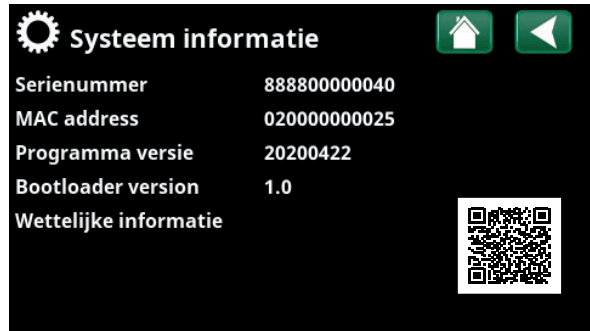 Systeem informatie
Serienummer 888800000040
MAC address 020000000025
Programma versie 20200422
Bootloader version 1.0
Wettelijke informatie